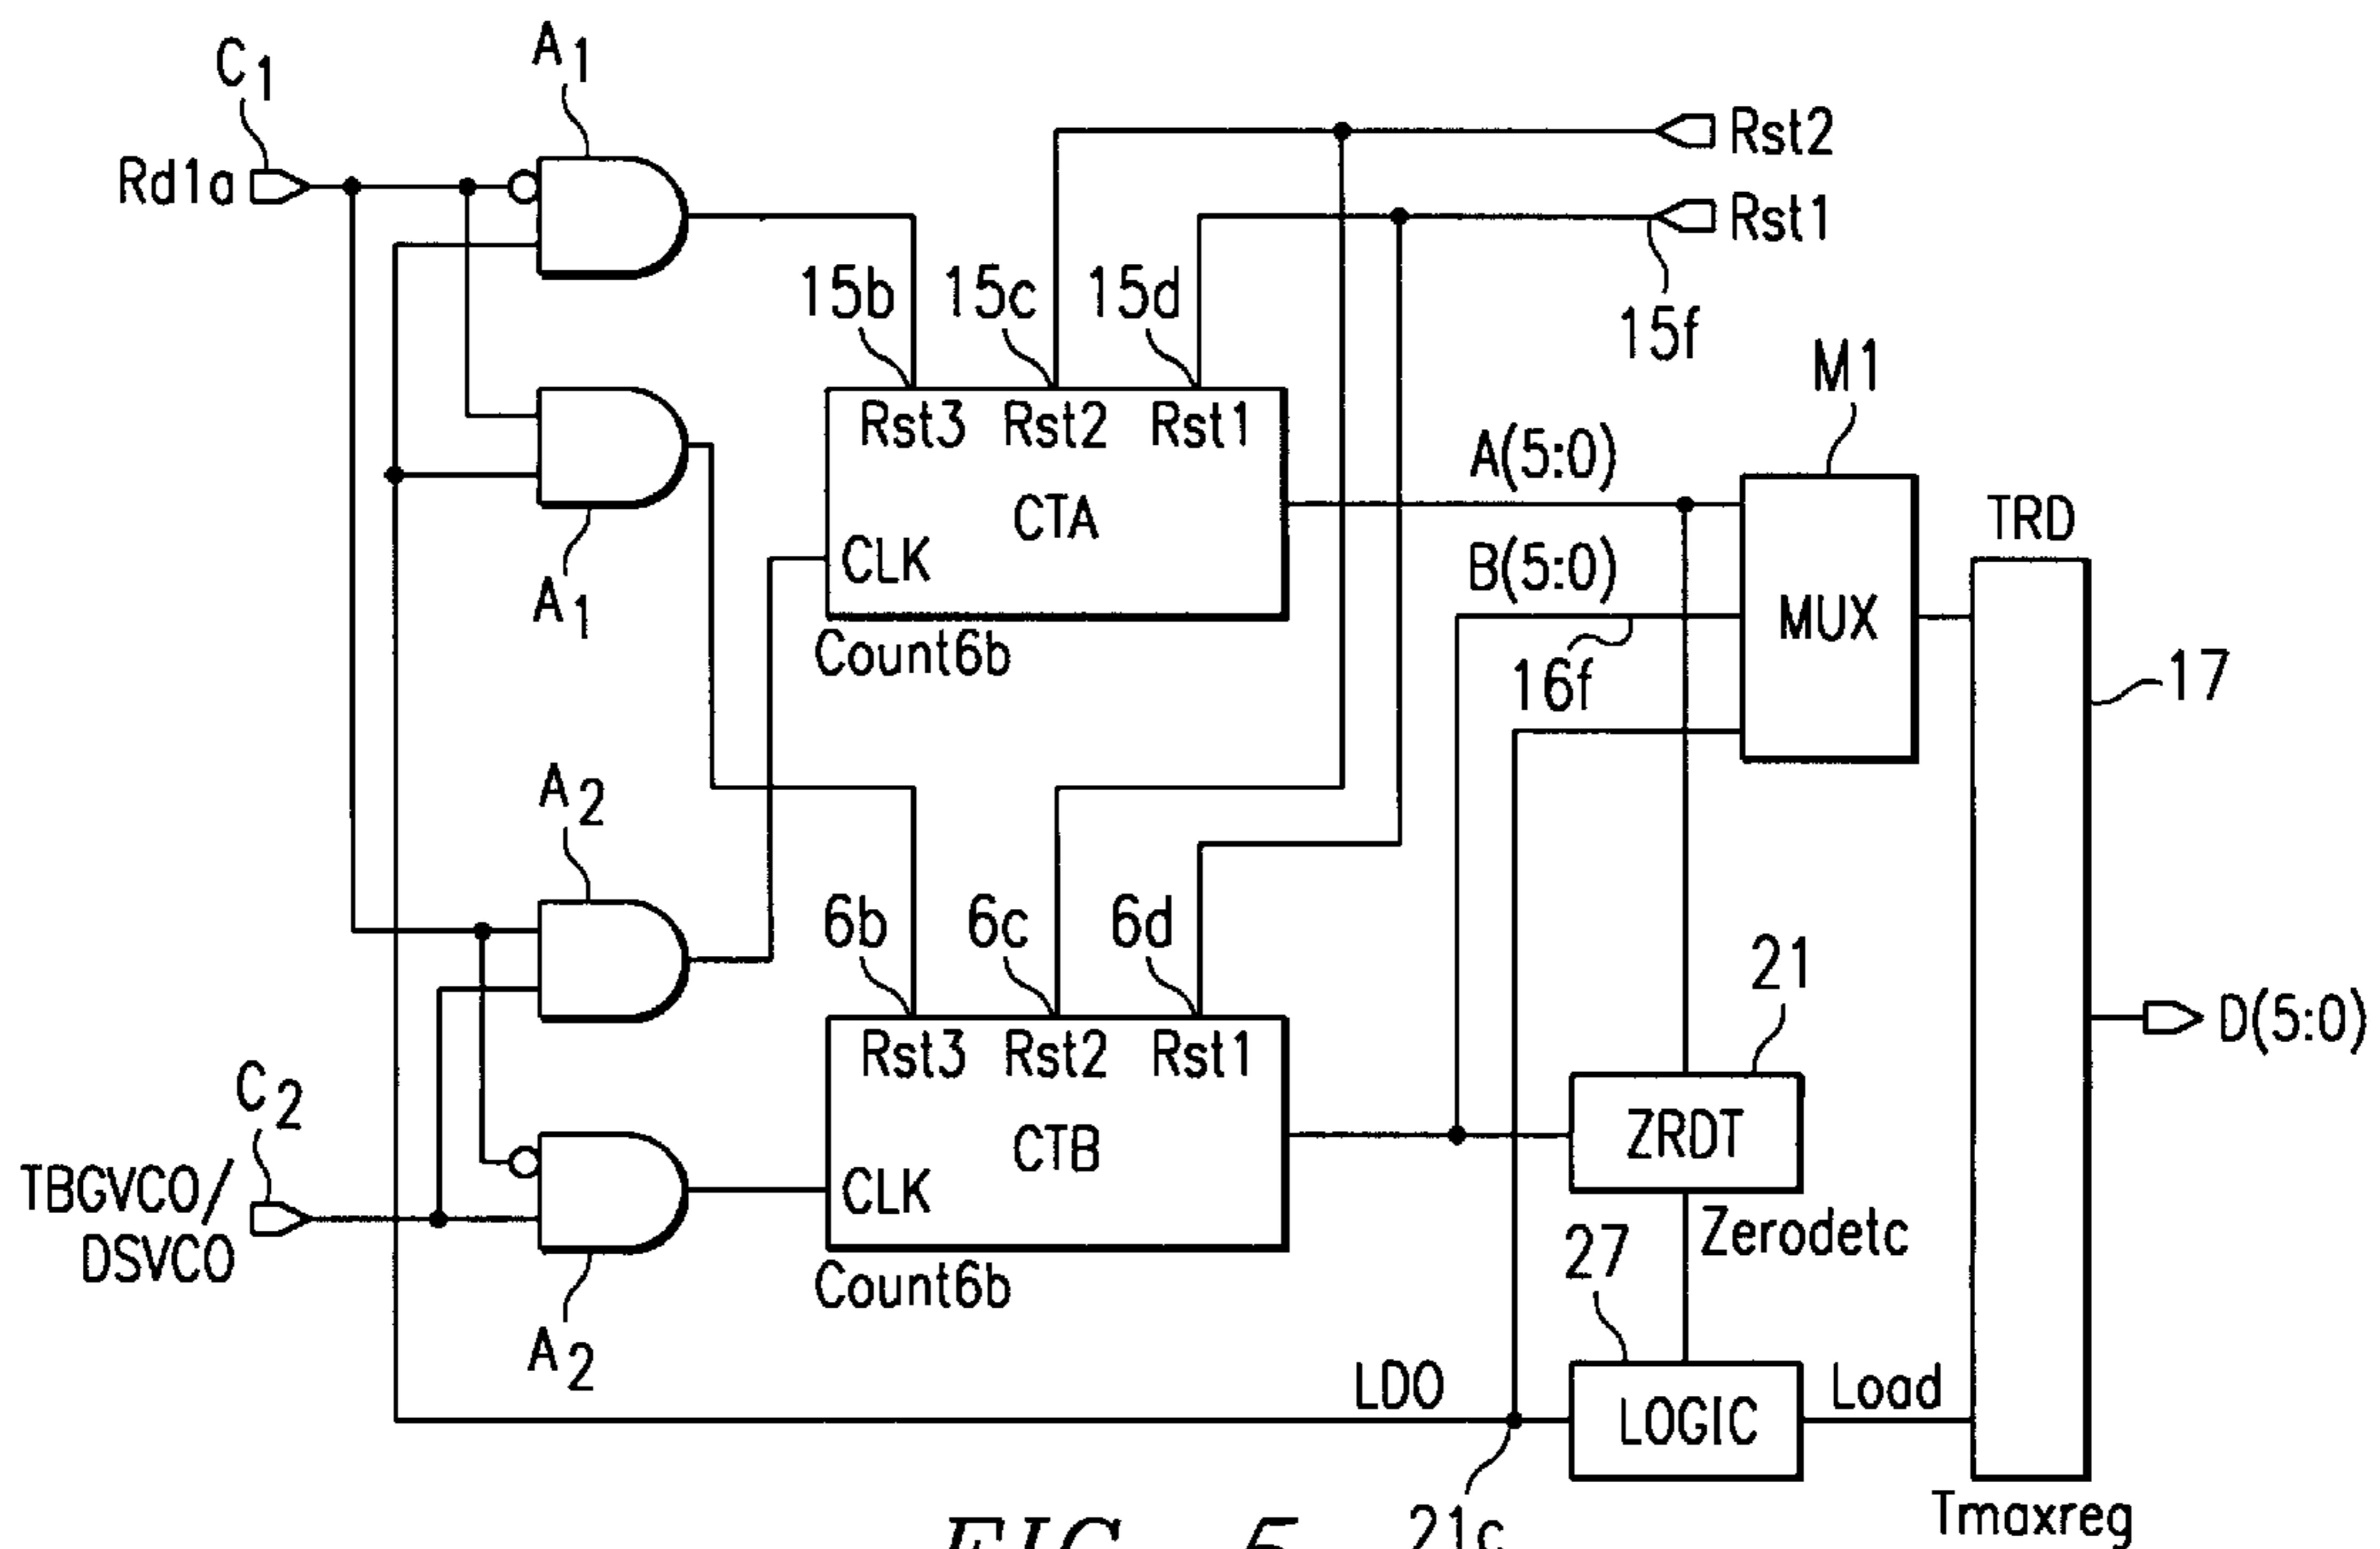 C1
A1
Rd1a
Rst2
Rst1
15b
15c
15d
15f
M1
Rst3 Rst2 Rst1
CTA
CLK
Count6b
A1
A(5:0)
B(5:0)
16f
MUX
TRD
17
A2
6b
6c
6d
21
D(5:0)
C2
TBGVCO/
DSVCO
Rst3 Rst2 Rst1
CTB
CLK
Count6b
ZRDT
Zerodetc
27
A2
LDO
LOGIC
Load
21c
Tmaxreg
FIG. 5